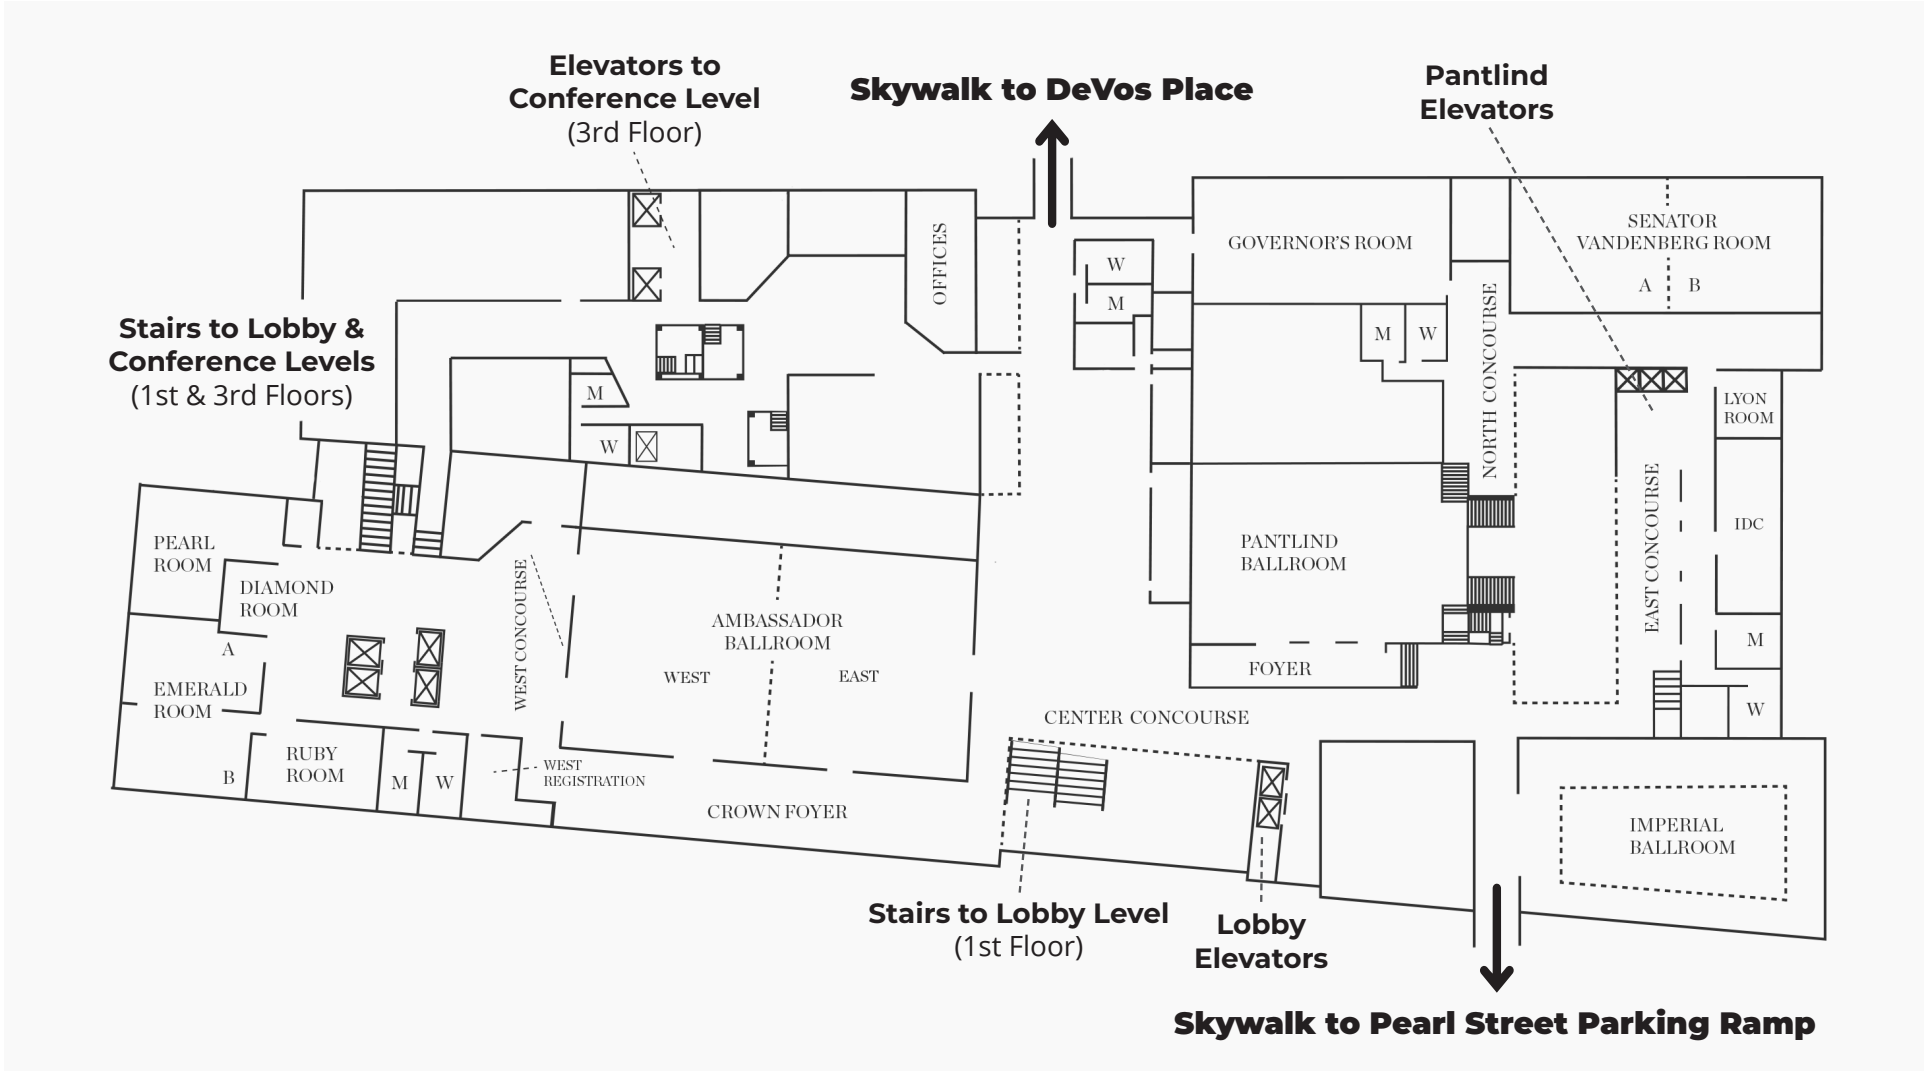 Elevators to
Conference Level
(3rd Floor)
Skywalk to DeVos Place
Pantlind
Elevators
Stairs to Lobby &
Conference Levels
(1st & 3rd Floors)
OFFICES
W
M
GOVERNOR'S ROOM
SENATOR
VANDENBERG ROOM
A B
M W
NORTH CONCOURSE
M
W
LYON
ROOM
IDC
EAST CONCOURSE
M
W
PEARL
ROOM
DIAMOND
ROOM
A
EMERALD
ROOM
B
RUBY
ROOM
M W
WEST CONCOURSE
WEST
REGISTRATION
AMBASSADOR
BALLROOM
WEST EAST
CROWN FOYER
PANTLIND
BALLROOM
FOYER
CENTER CONCOURSE
IMPERIAL
BALLROOM
Stairs to Lobby Level
(1st Floor)
Lobby
Elevators
Skywalk to Pearl Street Parking Ramp